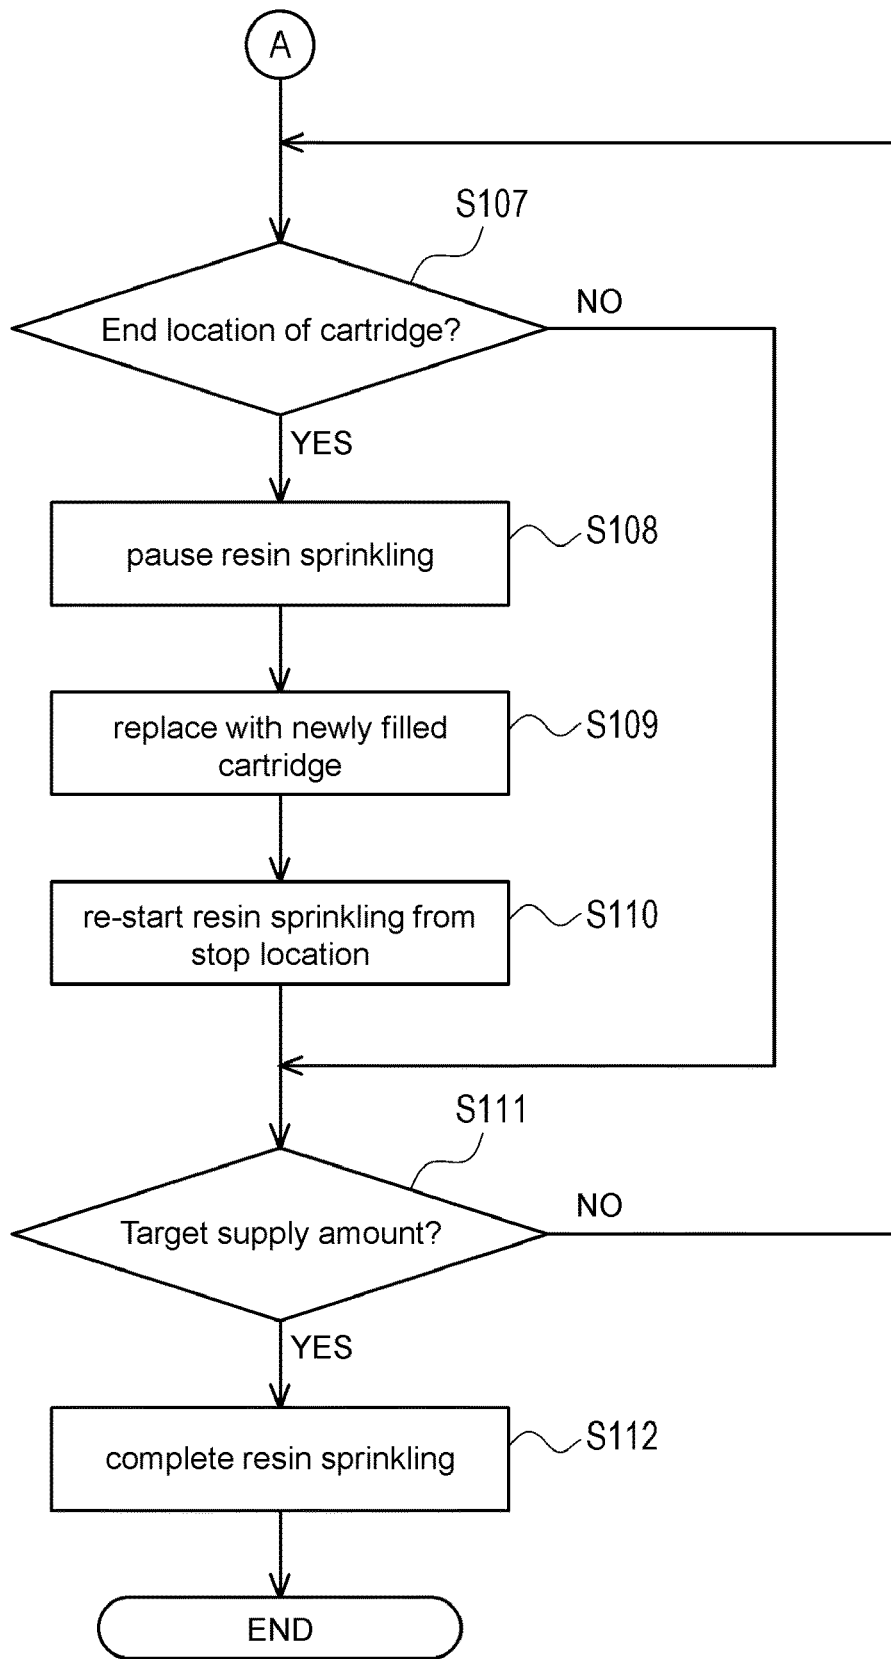 A
S107
End location of cartridge?
NO
YES
pause resin sprinkling
S108
replace with newly filled
cartridge
S109
re-start resin sprinkling from
stop location
S110
S111
Target supply amount?
NO
YES
complete resin sprinkling
S112
END